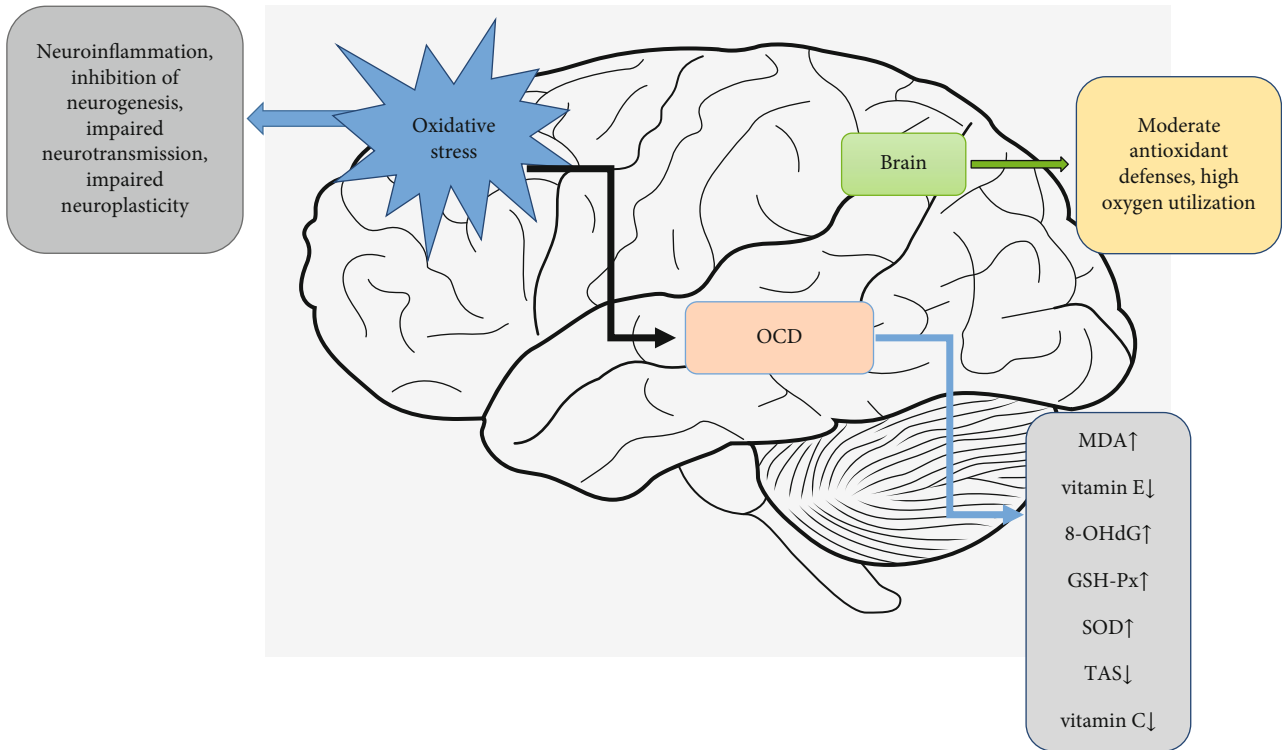 Neuroinflammation,
inhibition of
neurogenesis,
impaired
neurotransmission,
impaired
neuroplasticity
Oxidative
stress
Brain
Moderate
antioxidant
defenses, high
oxygen utilization
OCD
MDA↑
vitamin E↓
8-OHdG↑
GSH-Px↑
SOD↑
TAS↓
vitamin C↓